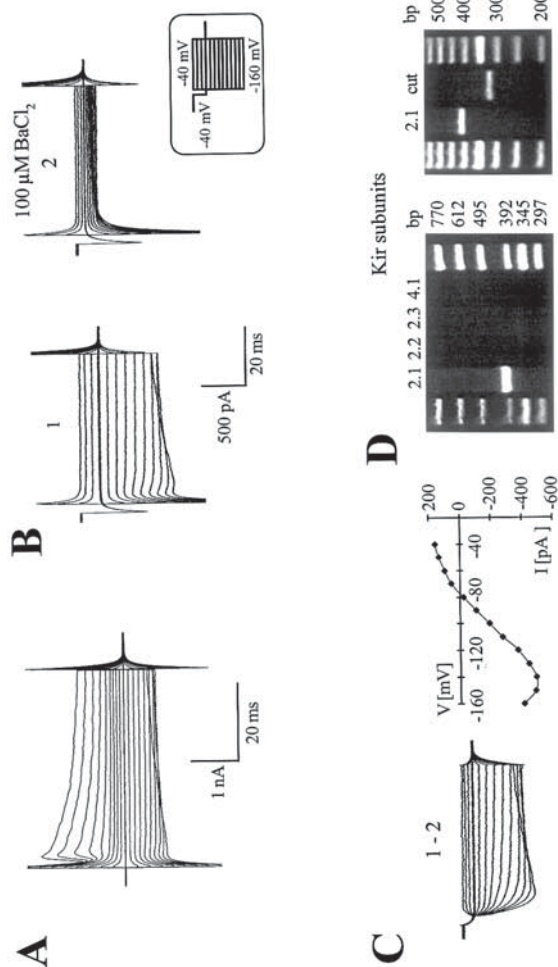 A
1 nA
20 ms
B
1
500 pA
20 ms
100 µM BaCl₂
2
-40 mV
-40 mV
-160 mV
C
1 - 2
V [mV]
-160
-120
-80
-40
200
0
-200
-400
-600
I [pA]
D
Kir subunits
2.1 2.2 2.3 4.1 bp
770
612
495
392
345
297
2.1 cut bp
500
400
300
200